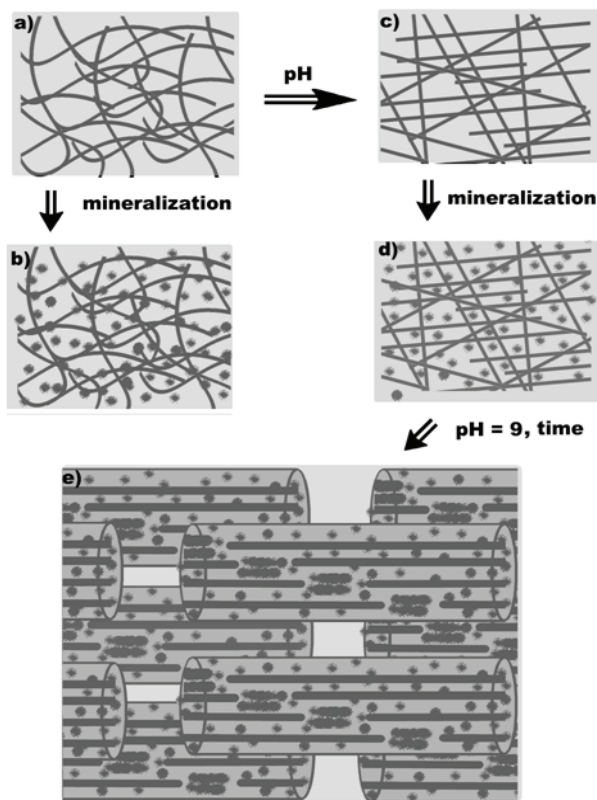 a)
c)
pH
mineralization
mineralization
b)
d)
pH = 9, time
e)